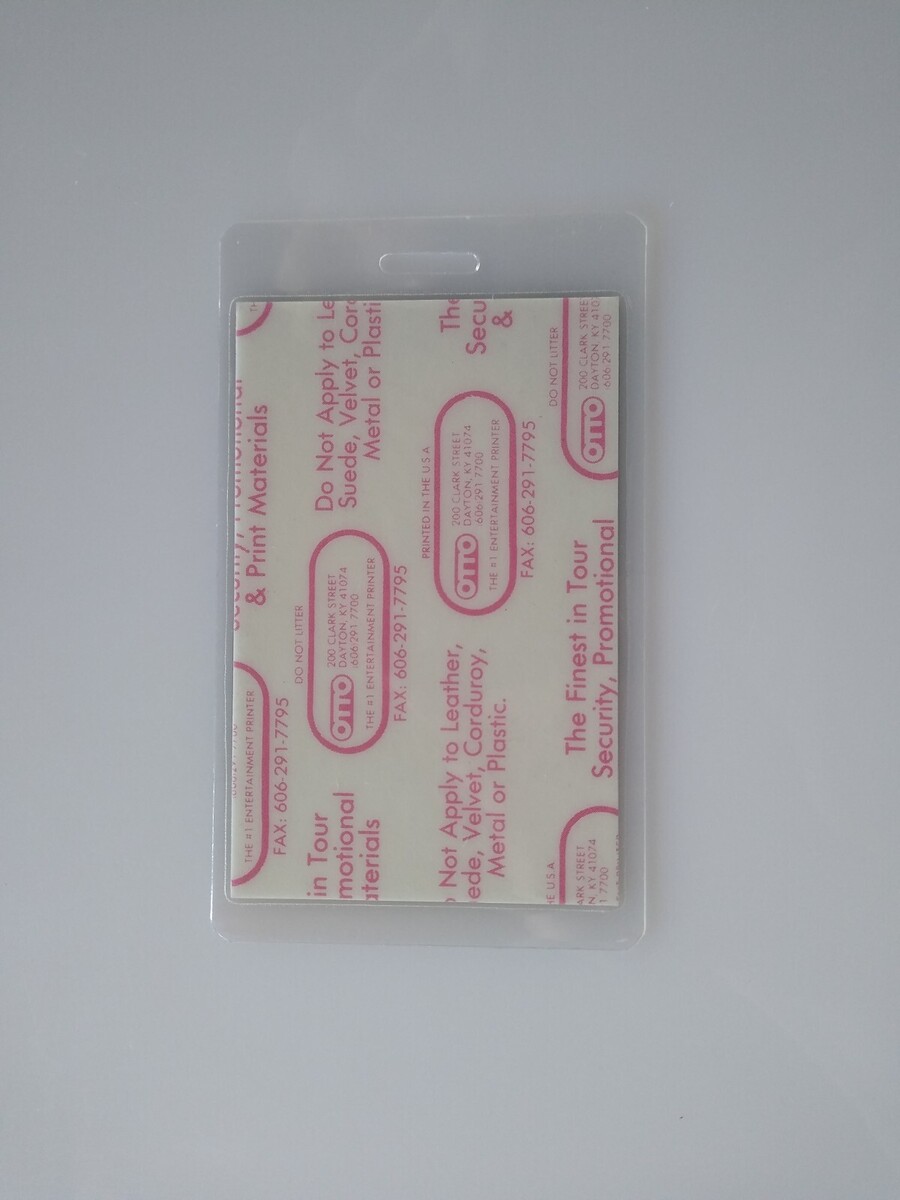 Security, Promotional
& Print Materials
Do Not Apply to Le
Suede, Velvet, Cord
Metal or Plasti
The
Secu
&
DO NOT LITTER
OTTO
200 CLARK STREE
DAYTON, KY 410
606·291·7700
PRINTED IN THE U.S.A
OTTO
200 CLARK STREET
DAYTON, KY 41074
606·291·7700
THE #1 ENTERTAINMENT PRINTER
FAX: 606-291-7795
DO NOT LITTER
OTTO
200 CLARK STREET
DAYTON, KY 41074
606·291·7700
THE #1 ENTERTAINMENT PRINTER
FAX: 606-291-7795
THE #1 ENTERTAINMENT PRINTER
FAX: 606-291-7795
in Tour
motional
aterials
Not Apply to Leather,
ede, Velvet, Corduroy,
Metal or Plastic.
The Finest in Tour
Security, Promotional
HE U.S.A
ARK STREET
N, KY 41074
1·7700